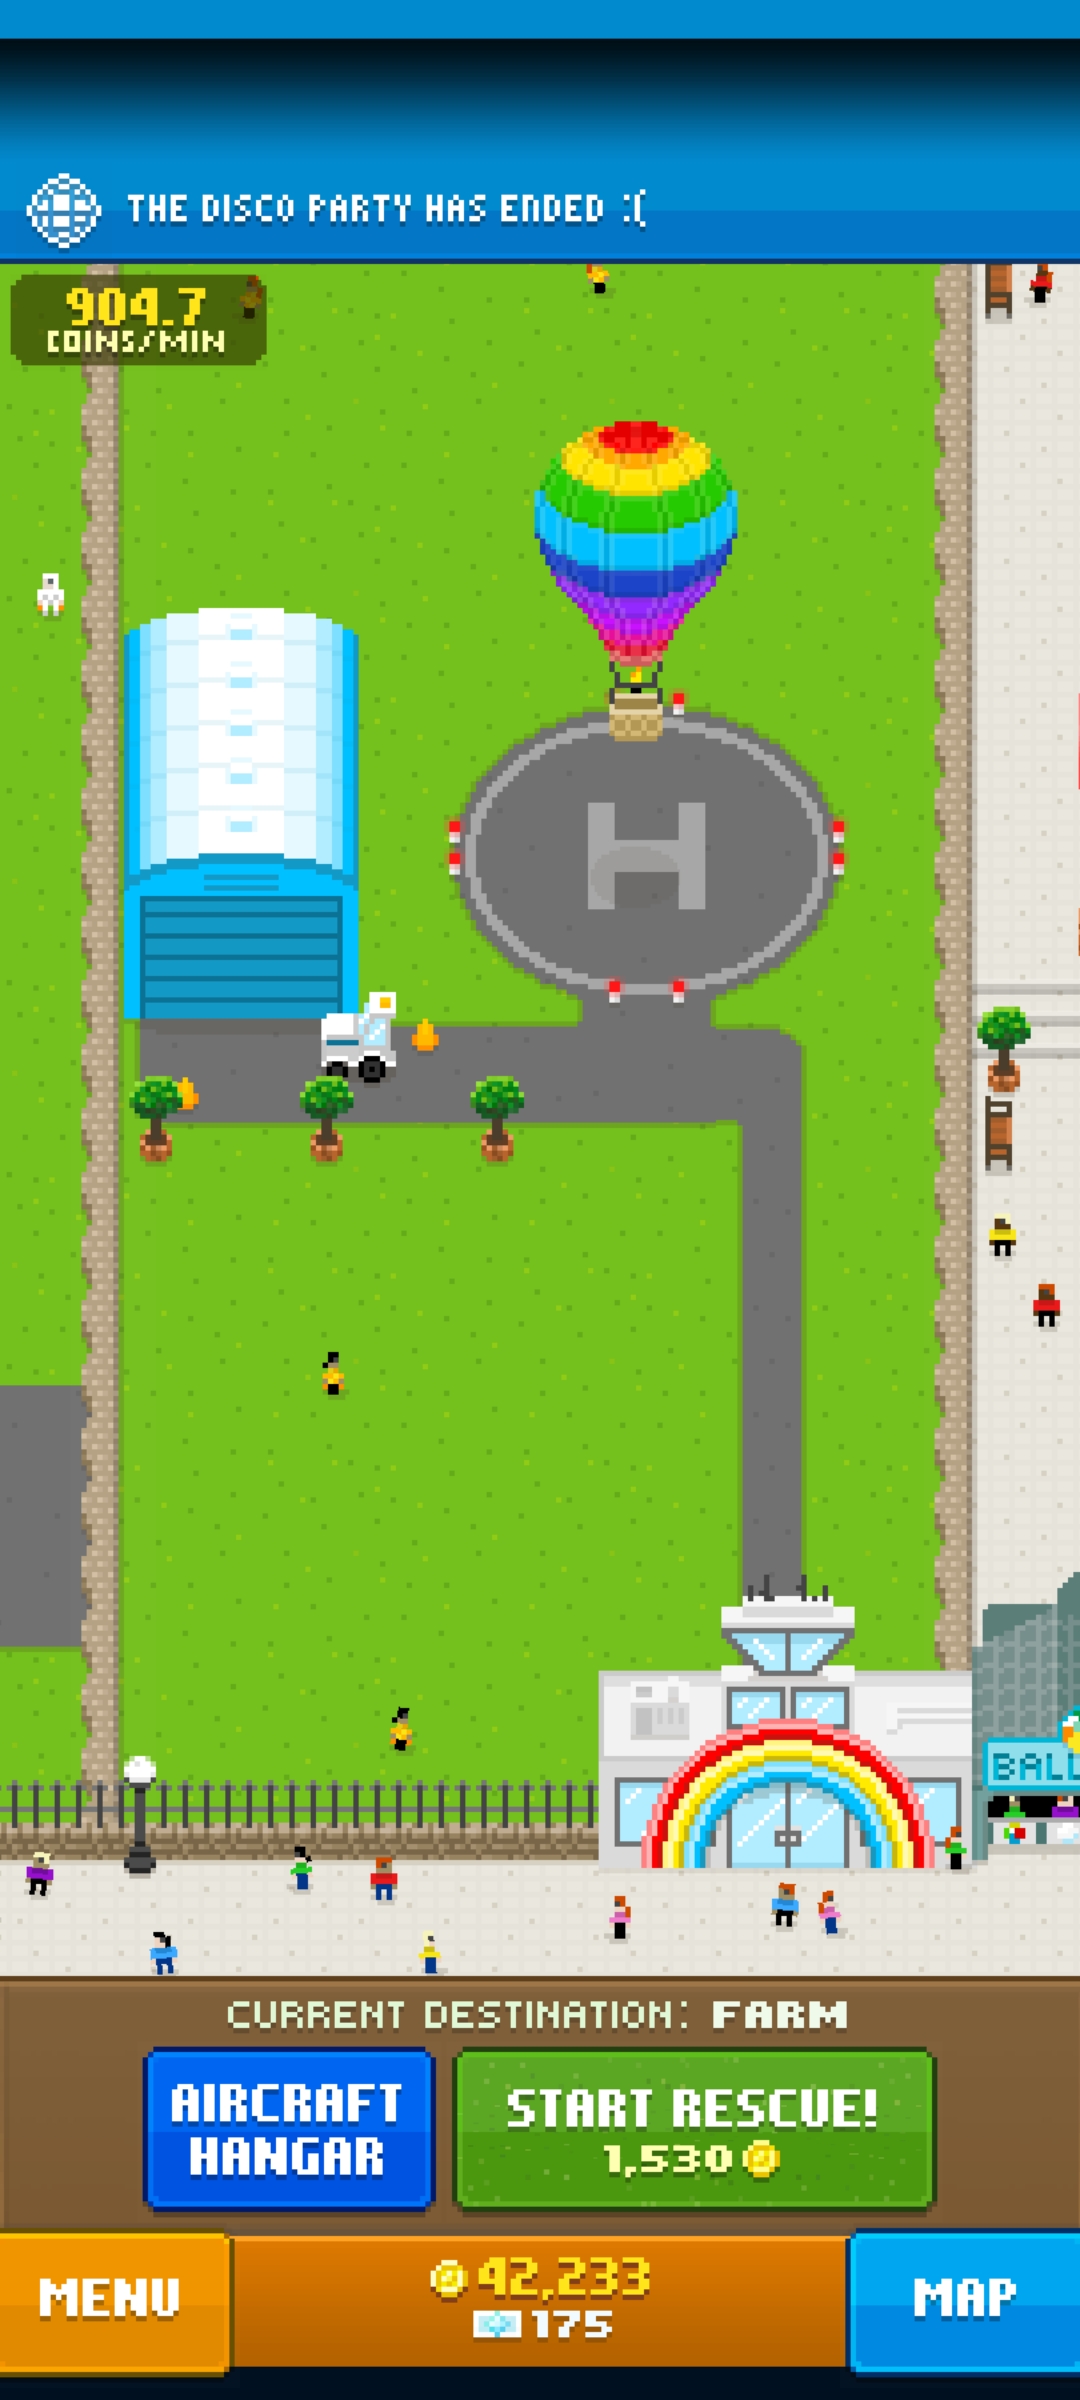 THE DISCO PARTY HAS ENDED :(
904.7
COINS/MIN
H
BALL
CURRENT DESTINATION: FARM
AIRCRAFT
HANGAR
START RESCUE!
1,530
MENU
42,233
175
MAP